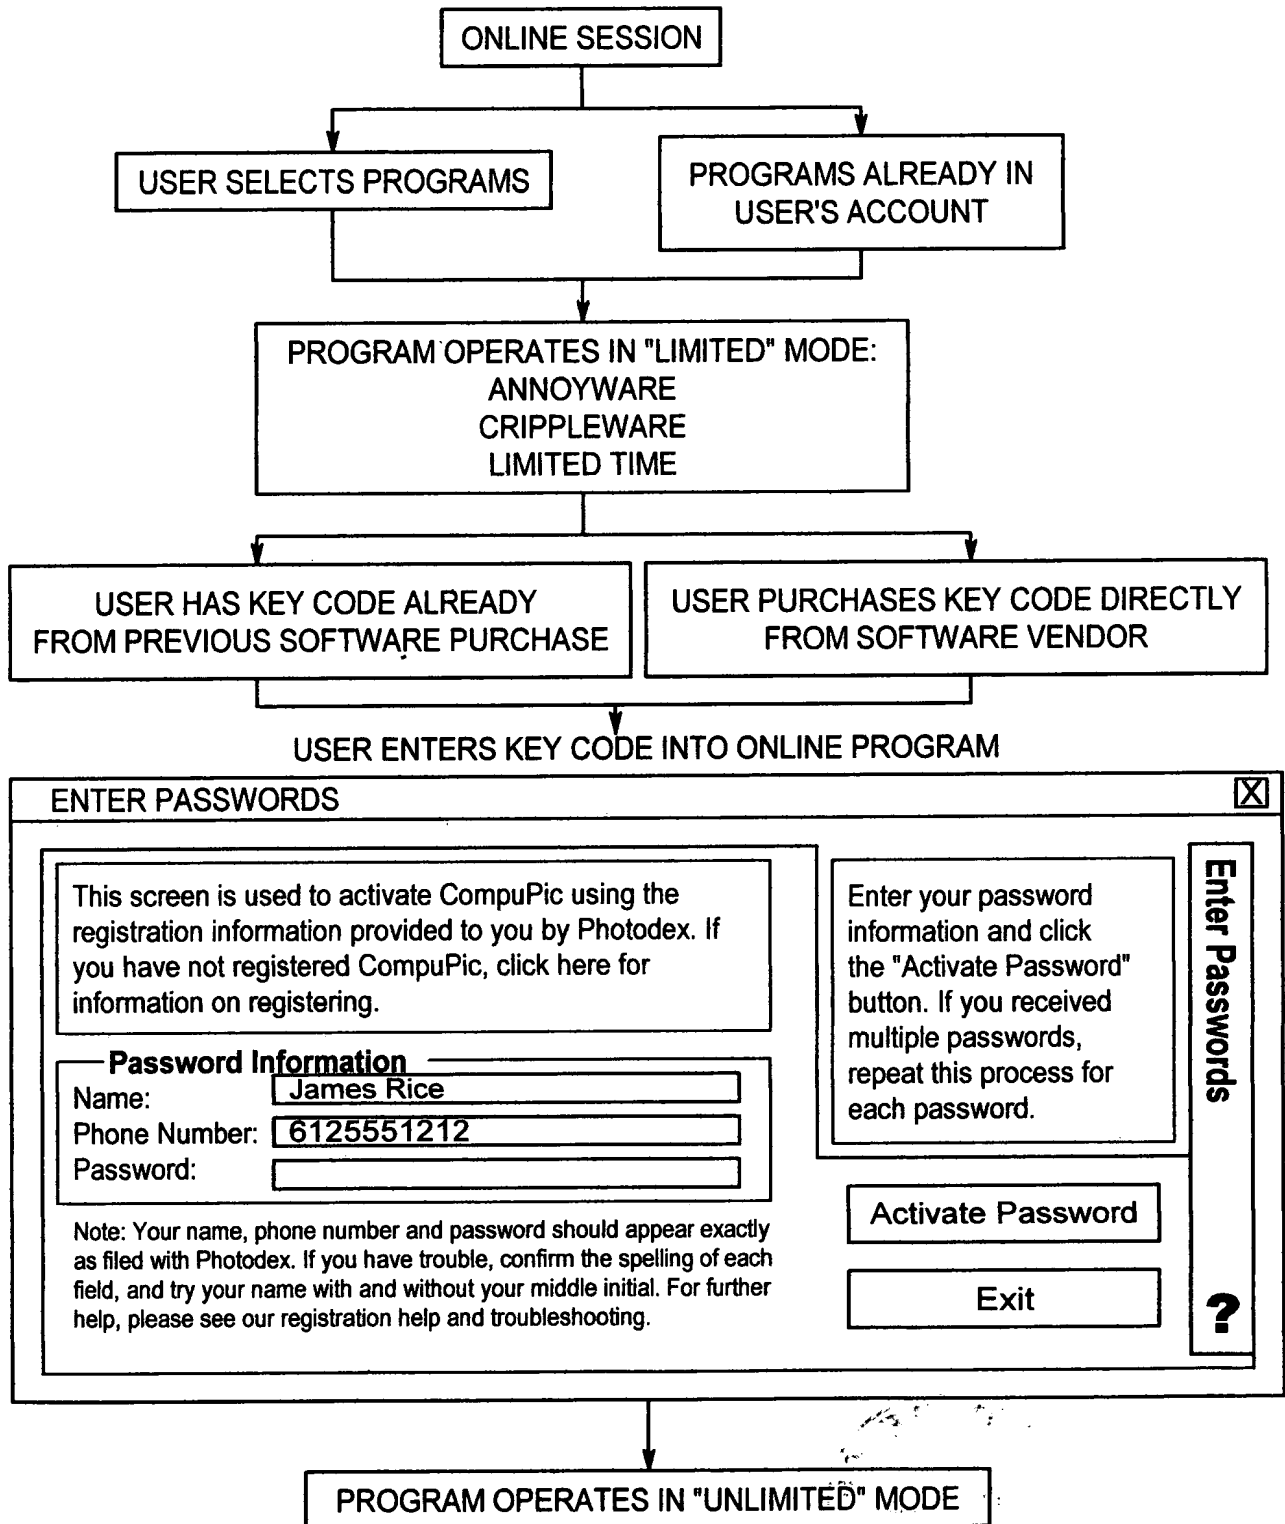 ONLINE SESSION
USER SELECTS PROGRAMS
PROGRAMS ALREADY IN
USER'S ACCOUNT
PROGRAM OPERATES IN "LIMITED" MODE:
ANNOYWARE
CRIPPLEWARE
LIMITED TIME
USER HAS KEY CODE ALREADY
FROM PREVIOUS SOFTWARE PURCHASE
USER PURCHASES KEY CODE DIRECTLY
FROM SOFTWARE VENDOR
USER ENTERS KEY CODE INTO ONLINE PROGRAM
ENTER PASSWORDS
X
This screen is used to activate CompuPic using the
registration information provided to you by Photodex. If
you have not registered CompuPic, click here for
information on registering.
Password Information
Name: James Rice
Phone Number: 6125551212
Password:
Note: Your name, phone number and password should appear exactly
as filed with Photodex. If you have trouble, confirm the spelling of each
field, and try your name with and without your middle initial. For further
help, please see our registration help and troubleshooting.
Enter your password
information and click
the "Activate Password"
button. If you received
multiple passwords,
repeat this process for
each password.
Activate Password
Exit
Enter Passwords
?
PROGRAM OPERATES IN "UNLIMITED" MODE